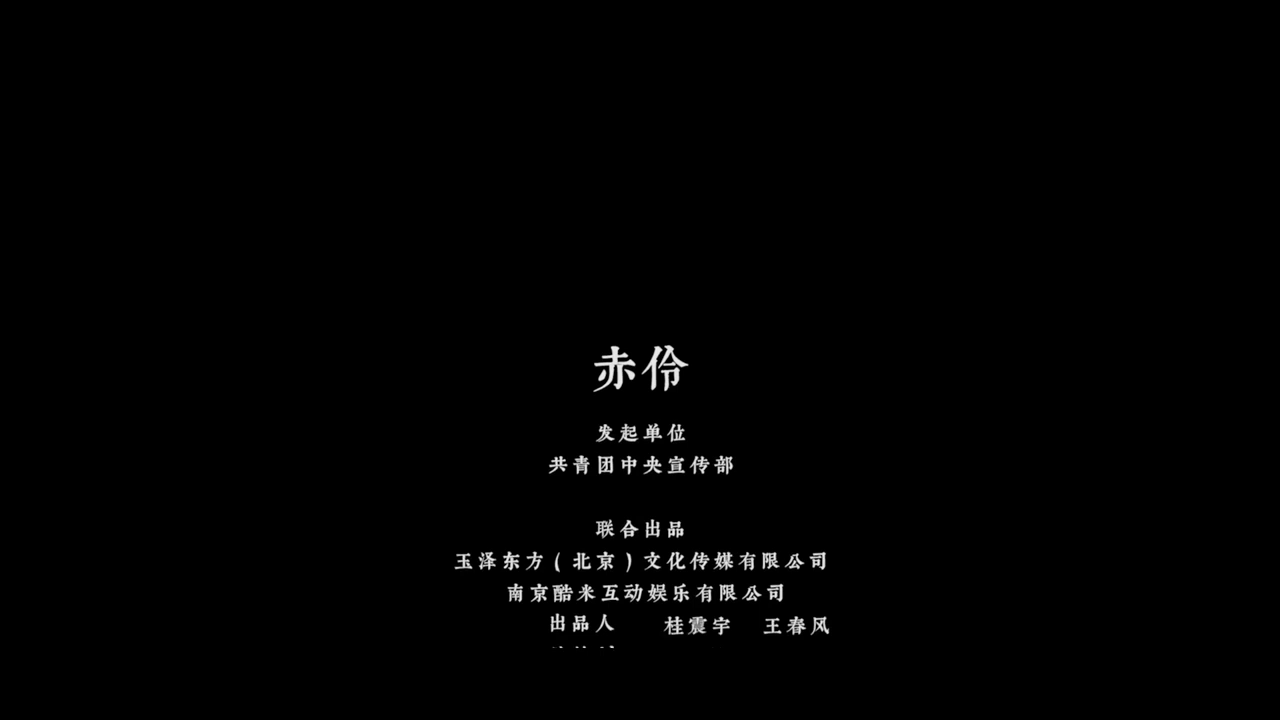 赤伶
发起单位
共青团中央宣传部
联合出品
玉泽东方(北京)文化传媒有限公司
南京酷米互动娱乐有限公司
出品人 桂震宇 王春风